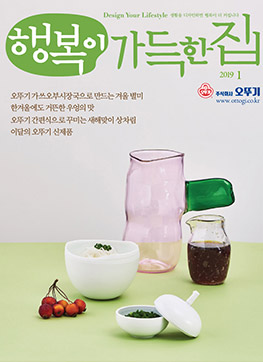 Design Your Lifestyle
행복이 가득한 집
2019 1
주식회사 오뚜기
www.ottogi.co.kr
오뚜기 가쓰오부시장국으로 만드는 겨울 별미
한겨울에도 거뜬한 우엉의 맛
오뚜기 간편식으로 꾸미는 새해맞이 상차림
이달의 오뚜기 신제품